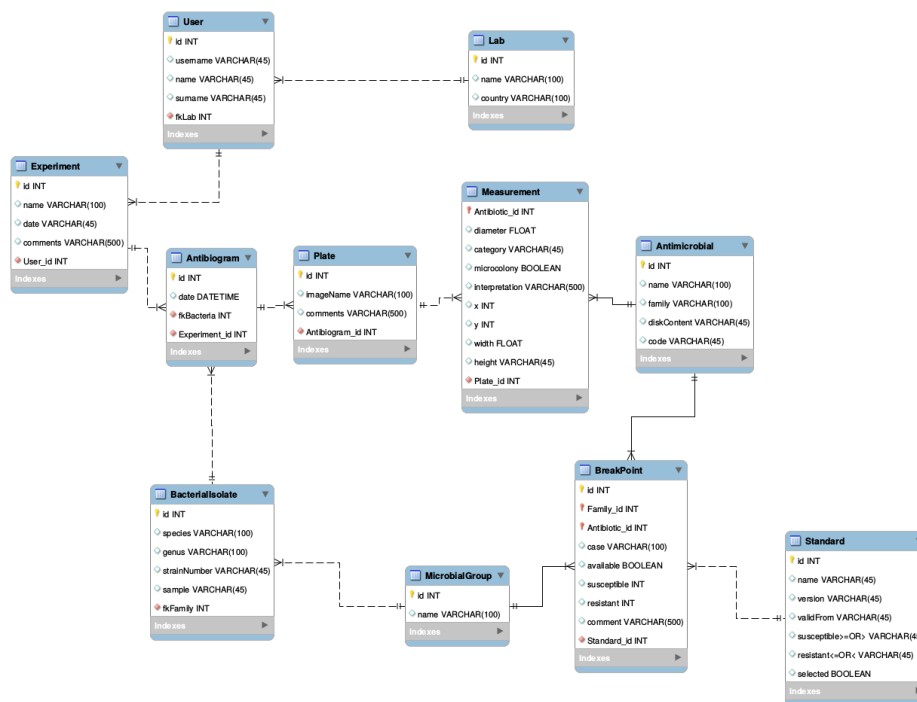 User
id INT
username VARCHAR(45)
name VARCHAR(45)
surname VARCHAR(45)
fkLab INT
Indexes
Lab
id INT
name VARCHAR(100)
country VARCHAR(100)
Indexes
Experiment
id INT
name VARCHAR(100)
date VARCHAR(45)
comments VARCHAR(500)
User_id INT
Indexes
Antibiogram
id INT
date DATETIME
fkBacteria INT
Experiment_id INT
Indexes
Plate
id INT
imageName VARCHAR(100)
comments VARCHAR(500)
Antibiogram_id INT
Indexes
Measurement
Antibiotic_id INT
diameter FLOAT
category VARCHAR(45)
microcolony BOOLEAN
interpretation VARCHAR(500)
x INT
y INT
width FLOAT
height VARCHAR(45)
Plate_id INT
Indexes
Antimicrobial
id INT
name VARCHAR(100)
family VARCHAR(100)
diskContent VARCHAR(45)
code VARCHAR(45)
Indexes
BacterialIsolate
id INT
species VARCHAR(100)
genus VARCHAR(100)
strainNumber VARCHAR(45)
sample VARCHAR(45)
fkFamily INT
Indexes
MicrobialGroup
id INT
name VARCHAR(100)
Indexes
BreakPoint
id INT
Family_id INT
Antibiotic_id INT
case VARCHAR(100)
available BOOLEAN
susceptible INT
resistant INT
comment VARCHAR(500)
Standard_id INT
Indexes
Standard
id INT
name VARCHAR(45)
version VARCHAR(45)
validFrom VARCHAR(45)
susceptible>=OR> VARCHAR(45
resistant<=OR< VARCHAR(45)
selected BOOLEAN
Indexes